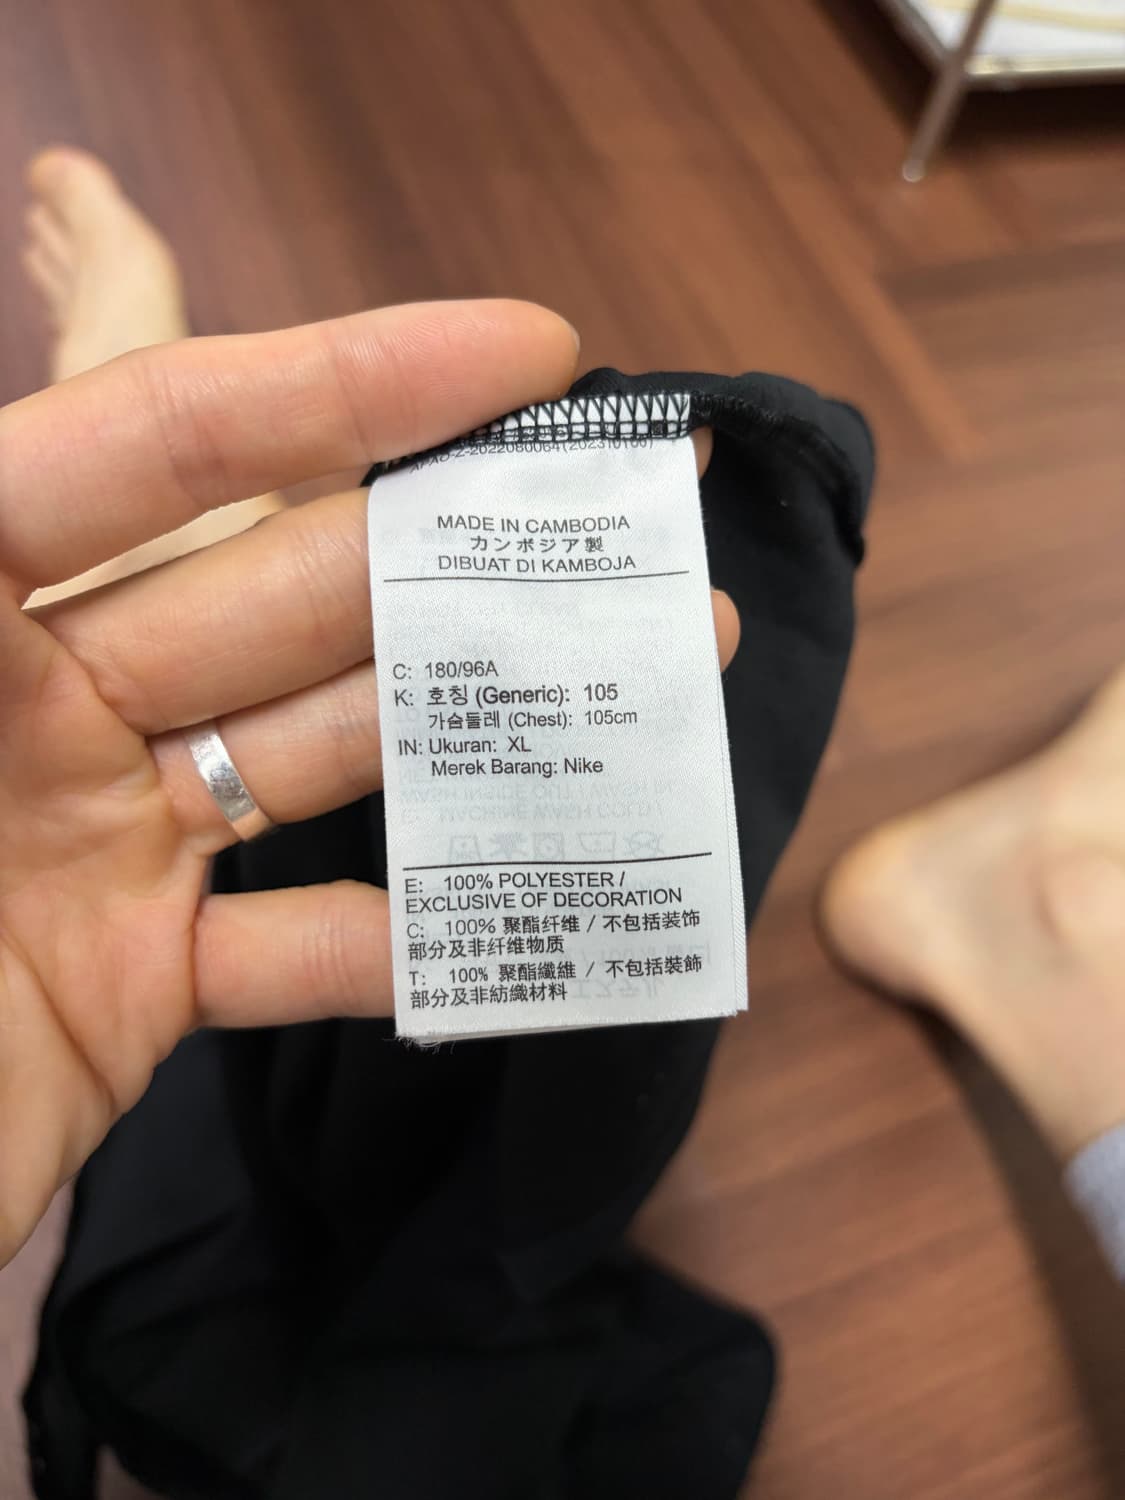 MADE IN CAMBODIA
カンボジア製
DIBUAT DI KAMBOJA
C: 180/96A
K: 호칭 (Generic): 105
가슴둘레 (Chest): 105cm
IN: Ukuran: XL
Merek Barang: Nike
E: 100% POLYESTER /
EXCLUSIVE OF DECORATION
C: 100% 聚酯纤维 / 不包括装饰
部分及非纤维物质
T: 100% 聚酯纖維 / 不包括裝飾
部分及非紡織材料